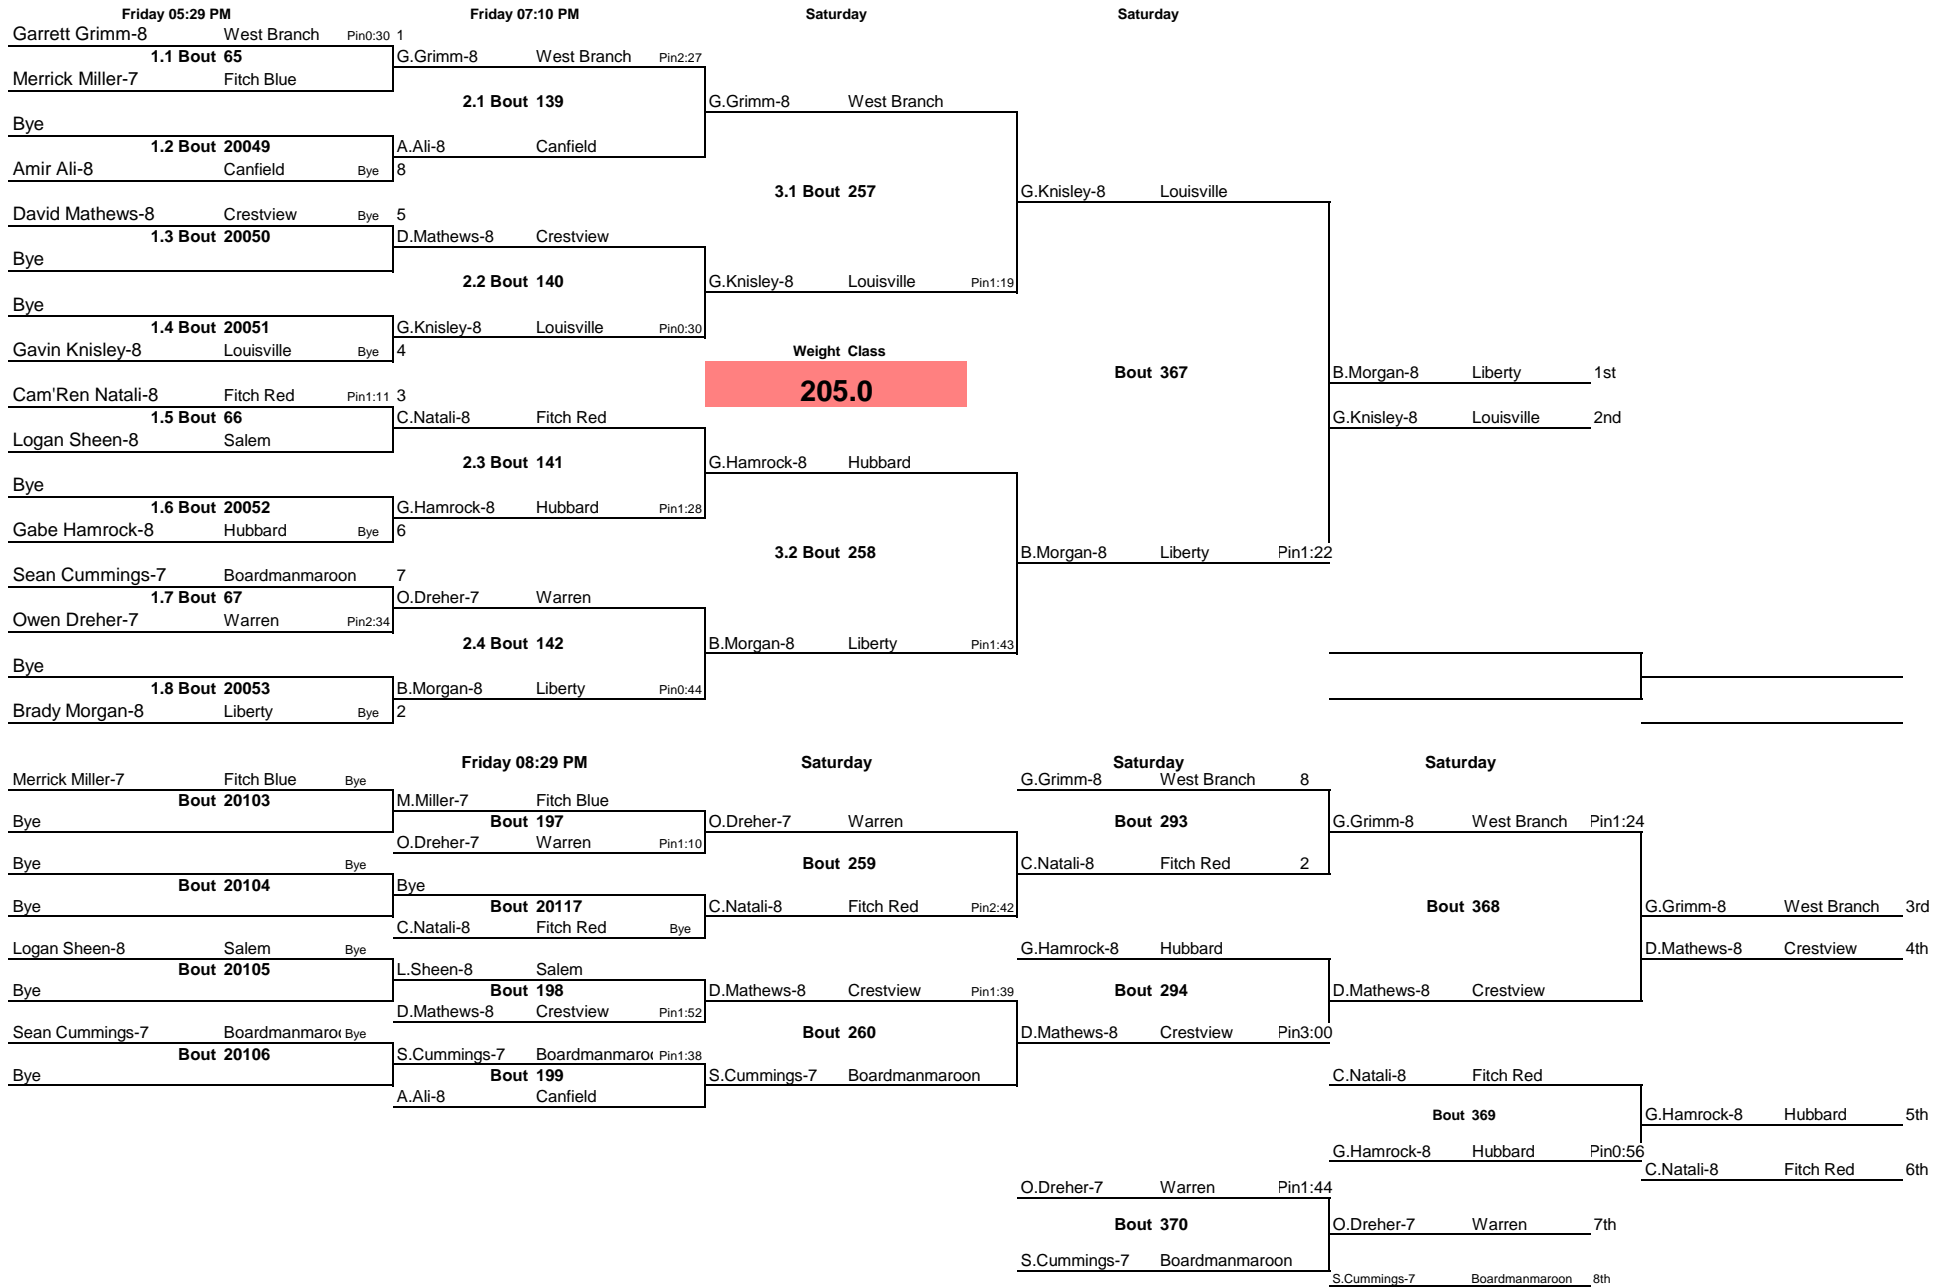 Friday 05:29 PM Friday 07:10 PM Saturday Saturday
Garrett Grimm-8 West Branch Pin0:30 1
1.1 Bout 65 G.Grimm-8 West Branch Pin2:27
Merrick Miller-7 Fitch Blue
2.1 Bout 139 G.Grimm-8 West Branch
Bye
1.2 Bout 20049 A.Ali-8 Canfield
Amir Ali-8 Canfield Bye 8
3.1 Bout 257 G.Knisley-8 Louisville
David Mathews-8 Crestview Bye 5
1.3 Bout 20050 D.Mathews-8 Crestview
Bye
2.2 Bout 140 G.Knisley-8 Louisville Pin1:19
Bye
1.4 Bout 20051 G.Knisley-8 Louisville Pin0:30
Gavin Knisley-8 Louisville Bye 4 Weight Class
Bout 367 B.Morgan-8 Liberty 1st
Cam'Ren Natali-8 Fitch Red Pin1:11 3 205.0
1.5 Bout 66 C.Natali-8 Fitch Red G.Knisley-8 Louisville 2nd
Logan Sheen-8 Salem
2.3 Bout 141 G.Hamrock-8 Hubbard
Bye
1.6 Bout 20052 G.Hamrock-8 Hubbard Pin1:28
Gabe Hamrock-8 Hubbard Bye 6
3.2 Bout 258 B.Morgan-8 Liberty Pin1:22
Sean Cummings-7 Boardmanmaroon 7
1.7 Bout 67 O.Dreher-7 Warren
Owen Dreher-7 Warren Pin2:34
2.4 Bout 142 B.Morgan-8 Liberty Pin1:43
Bye
1.8 Bout 20053 B.Morgan-8 Liberty Pin0:44
Brady Morgan-8 Liberty Bye 2
Friday 08:29 PM Saturday Saturday Saturday
Merrick Miller-7 Fitch Blue Bye G.Grimm-8 West Branch 8
Bout 20103 M.Miller-7 Fitch Blue
Bye Bout 197 O.Dreher-7 Warren Bout 293 G.Grimm-8 West Branch Pin1:24
O.Dreher-7 Warren Pin1:10
Bye Bye Bout 259 C.Natali-8 Fitch Red 2
Bout 20104 Bye
Bye Bout 20117 C.Natali-8 Fitch Red Pin2:42 Bout 368 G.Grimm-8 West Branch 3rd
C.Natali-8 Fitch Red Bye
Logan Sheen-8 Salem Bye G.Hamrock-8 Hubbard D.Mathews-8 Crestview 4th
Bout 20105 L.Sheen-8 Salem
Bye Bout 198 D.Mathews-8 Crestview Pin1:39 Bout 294 D.Mathews-8 Crestview
D.Mathews-8 Crestview Pin1:52
Sean Cummings-7 Boardmanmaroo Bye Bout 260 D.Mathews-8 Crestview Pin3:00
Bout 20106 S.Cummings-7 Boardmanmaroo Pin1:38
Bye Bout 199 S.Cummings-7 Boardmanmaroon C.Natali-8 Fitch Red
A.Ali-8 Canfield
Bout 369 G.Hamrock-8 Hubbard 5th
G.Hamrock-8 Hubbard Pin0:56
C.Natali-8 Fitch Red 6th
O.Dreher-7 Warren Pin1:44
Bout 370 O.Dreher-7 Warren 7th
S.Cummings-7 Boardmanmaroon
S.Cummings-7 Boardmanmaroon 8th